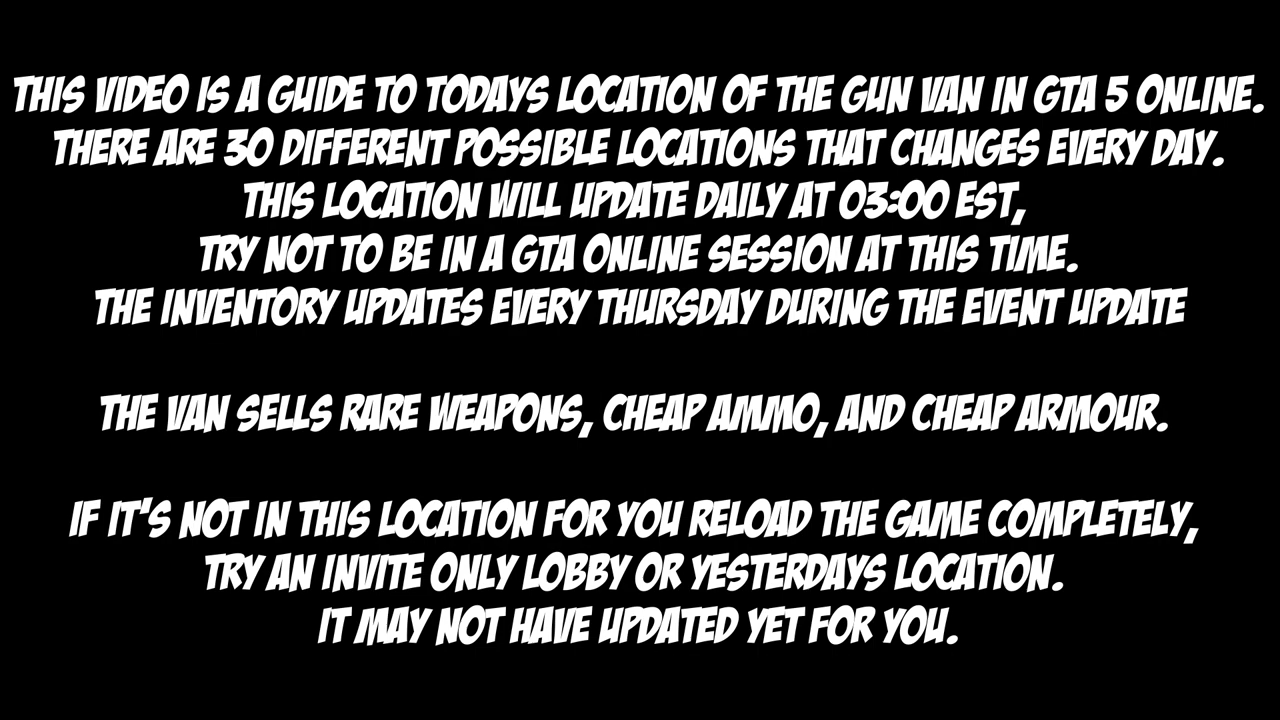 THIS VIDEO IS A GUIDE TO TODAYS LOCATION OF THE GUN VAN IN GTA 5 ONLINE.
THERE ARE 30 DIFFERENT POSSIBLE LOCATIONS THAT CHANGES EVERY DAY.
THIS LOCATION WILL UPDATE DAILY AT 03:00 EST,
TRY NOT TO BE IN A GTA ONLINE SESSION AT THIS TIME.
THE INVENTORY UPDATES EVERY THURSDAY DURING THE EVENT UPDATE
THE VAN SELLS RARE WEAPONS, CHEAP AMMO, AND CHEAP ARMOUR.
IF IT'S NOT IN THIS LOCATION FOR YOU RELOAD THE GAME COMPLETELY,
TRY AN INVITE ONLY LOBBY OR YESTERDAYS LOCATION.
IT MAY NOT HAVE UPDATED YET FOR YOU.